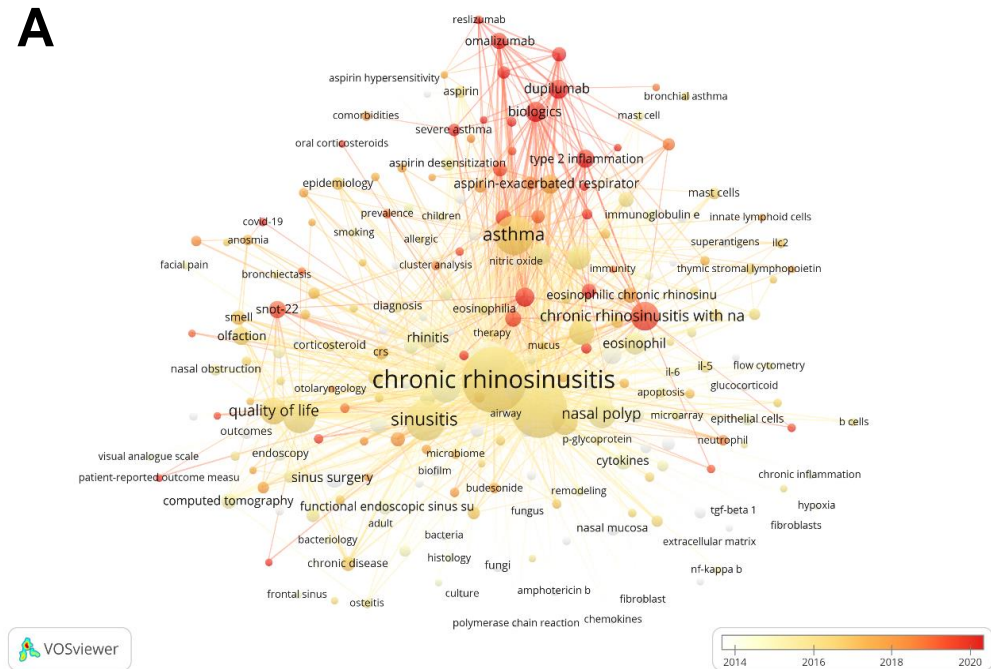 A
reslizumab
omalizumab
aspirin hypersensitivity
aspirin
dupilumab
bronchial asthma
biologics
comorbidities
mast cell
severe asthma
oral corticosteroids
aspirin desensitization
type 2 inflammation
epidemiology
aspirin-exacerbated respirator
mast cells
prevalence
children
immunoglobulin e
innate lymphoid cells
covid-19
smoking
allergic
asthma
anosmia
superantigens
ilc2
facial pain
cluster analysis
nitric oxide
bronchiectasis
immunity
thymic stromal lymphopoietin
eosinophilic chronic rhinosinu
snot-22
diagnosis
eosinophilia
smell
chronic rhinosinusitis with na
olfaction
rhinitis
therapy
corticosteroid
crs
mucus
eosinophil
nasal obstruction
il-6
il-5
flow cytometry
chronic rhinosinusitis
otolaryngology
apoptosis
glucocorticoid
quality of life
sinusitis
airway
nasal polyp
microarray
epithelial cells
b cells
outcomes
p-glycoprotein
neutrophil
visual analogue scale
endoscopy
microbiome
cytokines
patient-reported outcome measu
sinus surgery
biofilm
chronic inflammation
computed tomography
functional endoscopic sinus su
budesonide
remodeling
fungus
tgf-beta 1
hypoxia
adult
nasal mucosa
fibroblasts
bacteriology
bacteria
extracellular matrix
chronic disease
histology
fungi
nf-kappa b
frontal sinus
osteitis
culture
amphotericin b
fibroblast
polymerase chain reaction
chemokines
VOSviewer
2014 2016 2018 2020